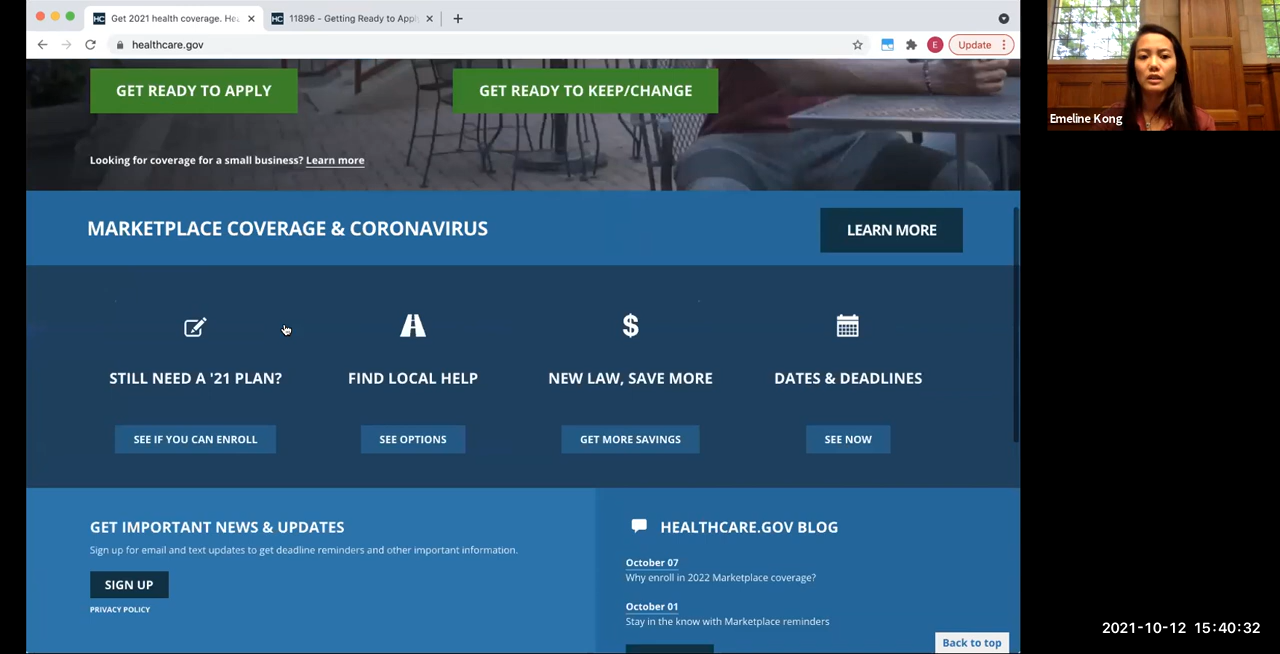 Get 2021 health coverage. Hea
11896 - Getting Ready to Appl
healthcare.gov
E
Update
GET READY TO APPLY
GET READY TO KEEP/CHANGE
Looking for coverage for a small business? Learn more
MARKETPLACE COVERAGE & CORONAVIRUS
LEARN MORE
STILL NEED A '21 PLAN?
FIND LOCAL HELP
NEW LAW, SAVE MORE
DATES & DEADLINES
SEE IF YOU CAN ENROLL
SEE OPTIONS
GET MORE SAVINGS
SEE NOW
GET IMPORTANT NEWS & UPDATES
Sign up for email and text updates to get deadline reminders and other important information.
SIGN UP
PRIVACY POLICY
HEALTHCARE.GOV BLOG
October 07
Why enroll in 2022 Marketplace coverage?
October 01
Stay in the know with Marketplace reminders
Back to top
Emeline Kong
2021-10-12 15:40:32